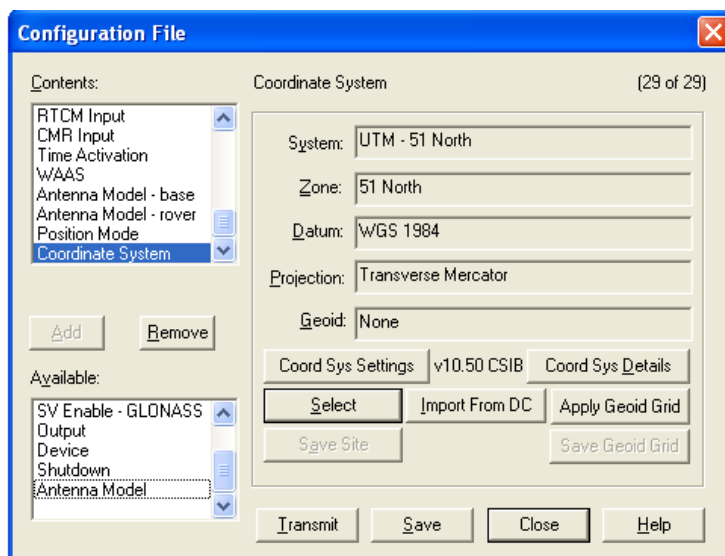 Configuration File
Contents:
RTCM Input
CMR Input
Time Activation
WAAS
Antenna Model - base
Antenna Model - rover
Position Mode
Coordinate System
Add
Remove
Available:
SV Enable - GLONASS
Output
Device
Shutdown
Antenna Model
Coordinate System (29 of 29)
System: UTM - 51 North
Zone: 51 North
Datum: WGS 1984
Projection: Transverse Mercator
Geoid: None
Coord Sys Settings v10.50 CSIB Coord Sys Details
Select Import From DC Apply Geoid Grid
Save Site Save Geoid Grid
Transmit Save Close Help